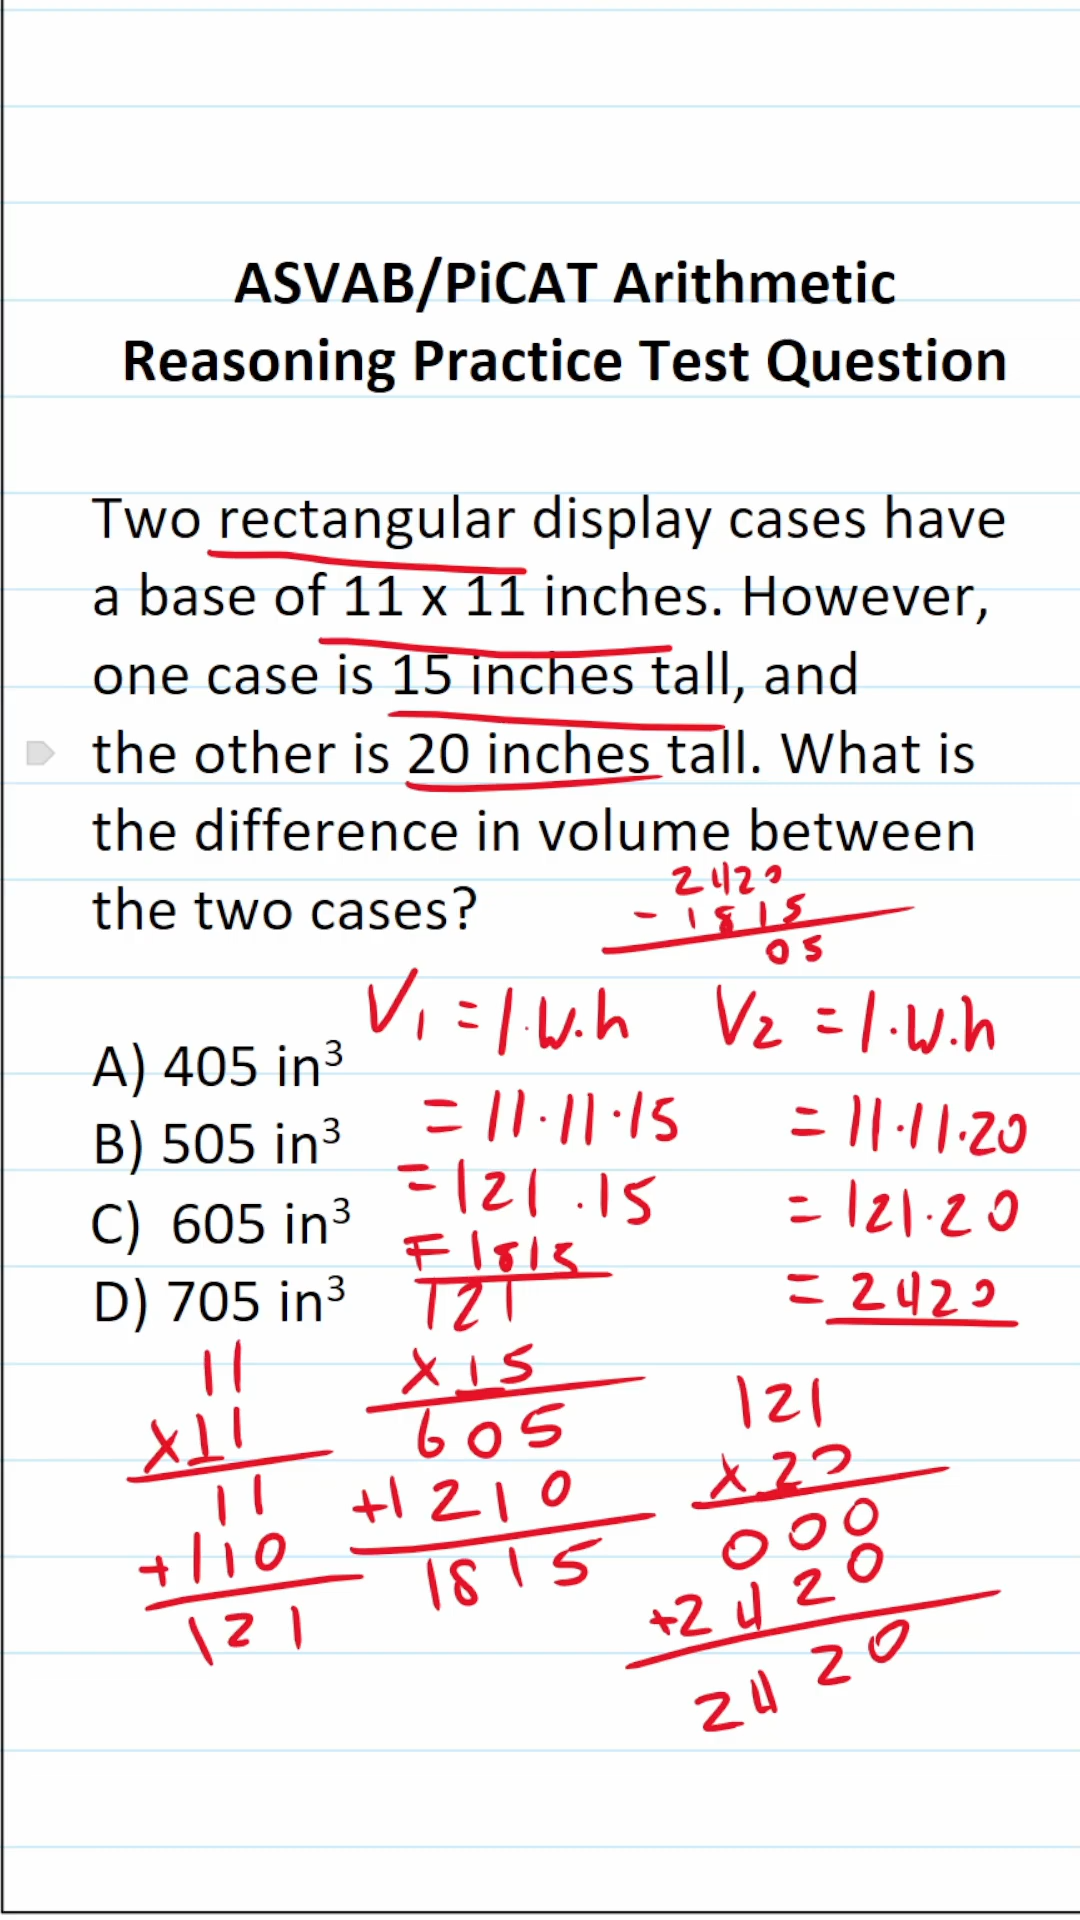 ASVAB/PiCAT Arithmetic
Reasoning Practice Test Question
Two rectangular display cases have
a base of 11 x 11 inches. However,
one case is 15 inches tall, and
the other is 20 inches tall. What is
the difference in volume between
the two cases?
2420
- 1815
05
A) 405 in³
B) 505 in³
C) 605 in³
D) 705 in³
V₁ = l·w·h
= 11·11·15
= 121·15
= 1815
V₂ = l·w·h
= 11·11·20
= 121·20
= 2420
11
x11
11
+110
121
121
x15
605
+1210
1815
121
x20
000
+2420
2420